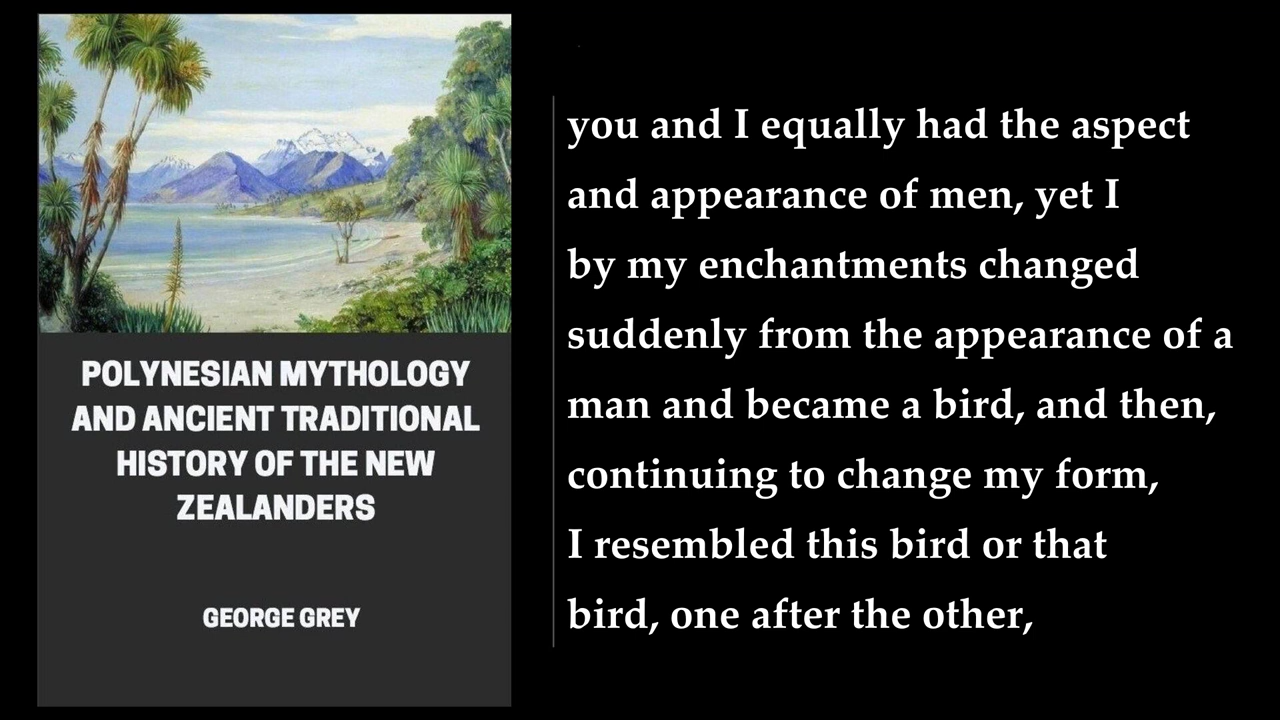 POLYNESIAN MYTHOLOGY
AND ANCIENT TRADITIONAL
HISTORY OF THE NEW
ZEALANDERS
GEORGE GREY
you and I equally had the aspect
and appearance of men, yet I
by my enchantments changed
suddenly from the appearance of a
man and became a bird, and then,
continuing to change my form,
I resembled this bird or that
bird, one after the other,